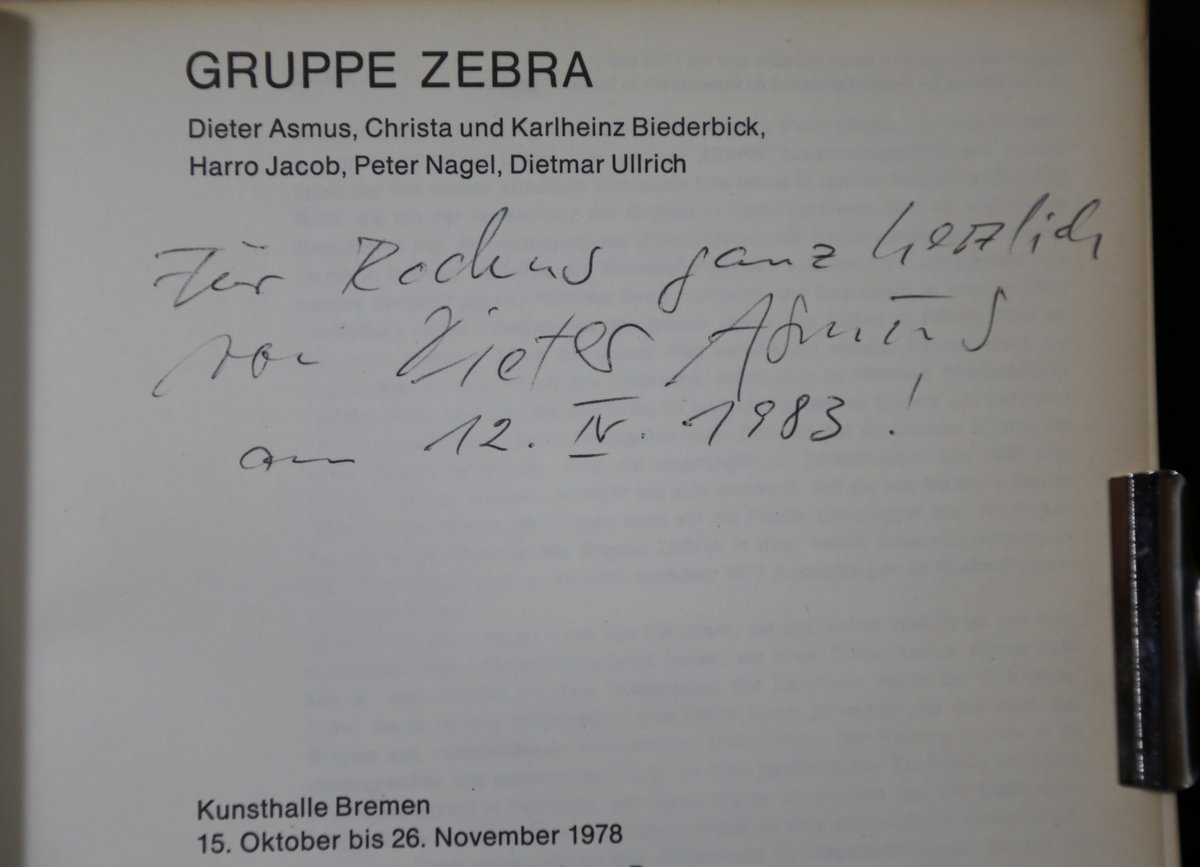 GRUPPE ZEBRA
Dieter Asmus, Christa und Karlheinz Biederbick,
Harro Jacob, Peter Nagel, Dietmar Ullrich
Für Rochus ganz herzlich
von Dieter Asmus
am 12. IV. 1983!
Kunsthalle Bremen
15. Oktober bis 26. November 1978